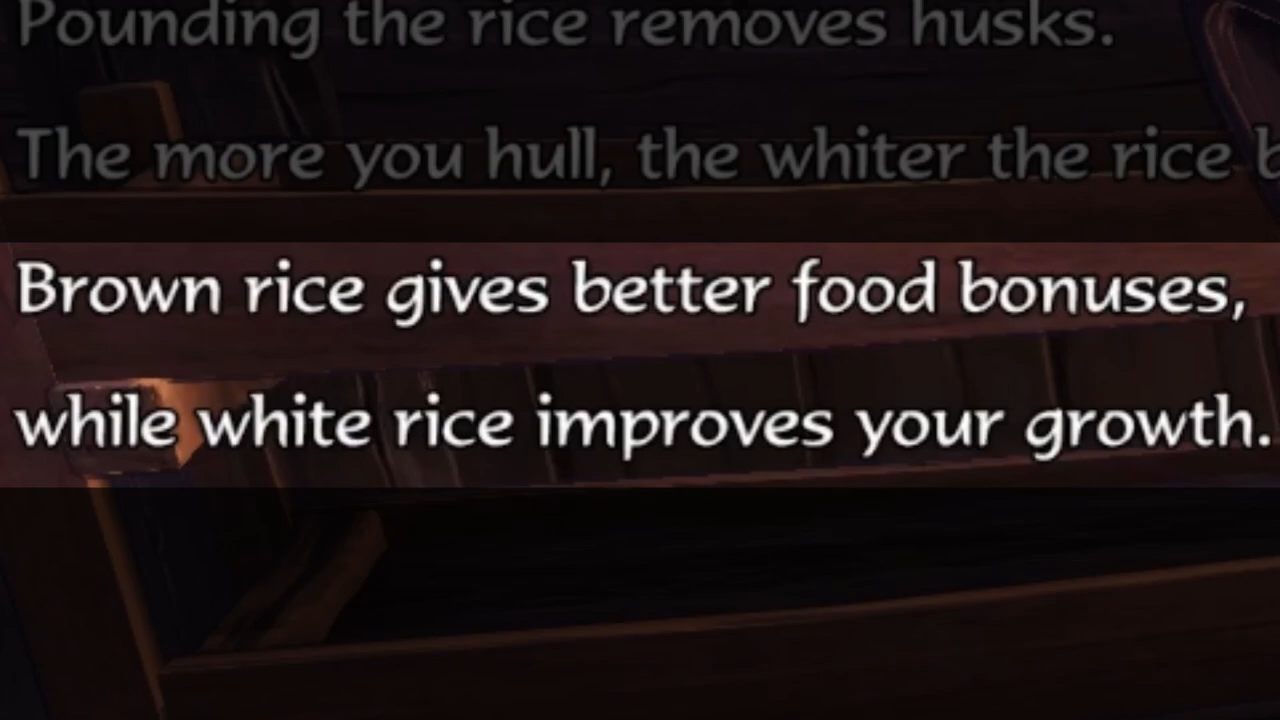 Pounding the rice removes husks.
The more you hull, the whiter the rice
Brown rice gives better food bonuses,
while white rice improves your growth.